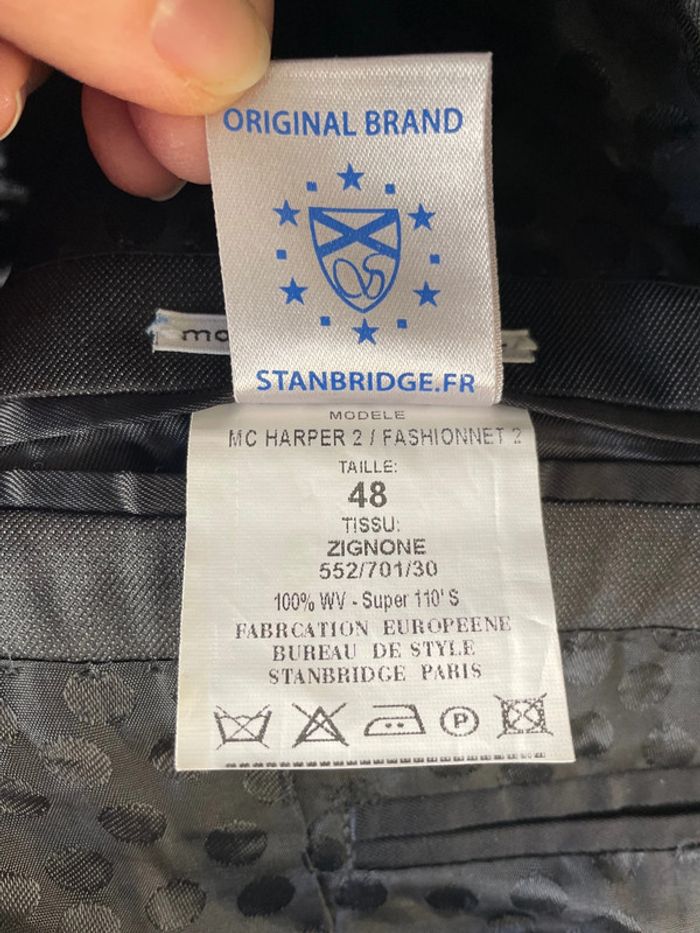 ORIGINAL BRAND
STANBRIDGE.FR
MODELE
MC HARPER 2 / FASHIONNET 2
TAILLE:
48
TISSU:
ZIGNONE
552/701/30
100% WV - Super 110' S
FABRCATION EUROPEENE
BUREAU DE STYLE
STANBRIDGE PARIS
P